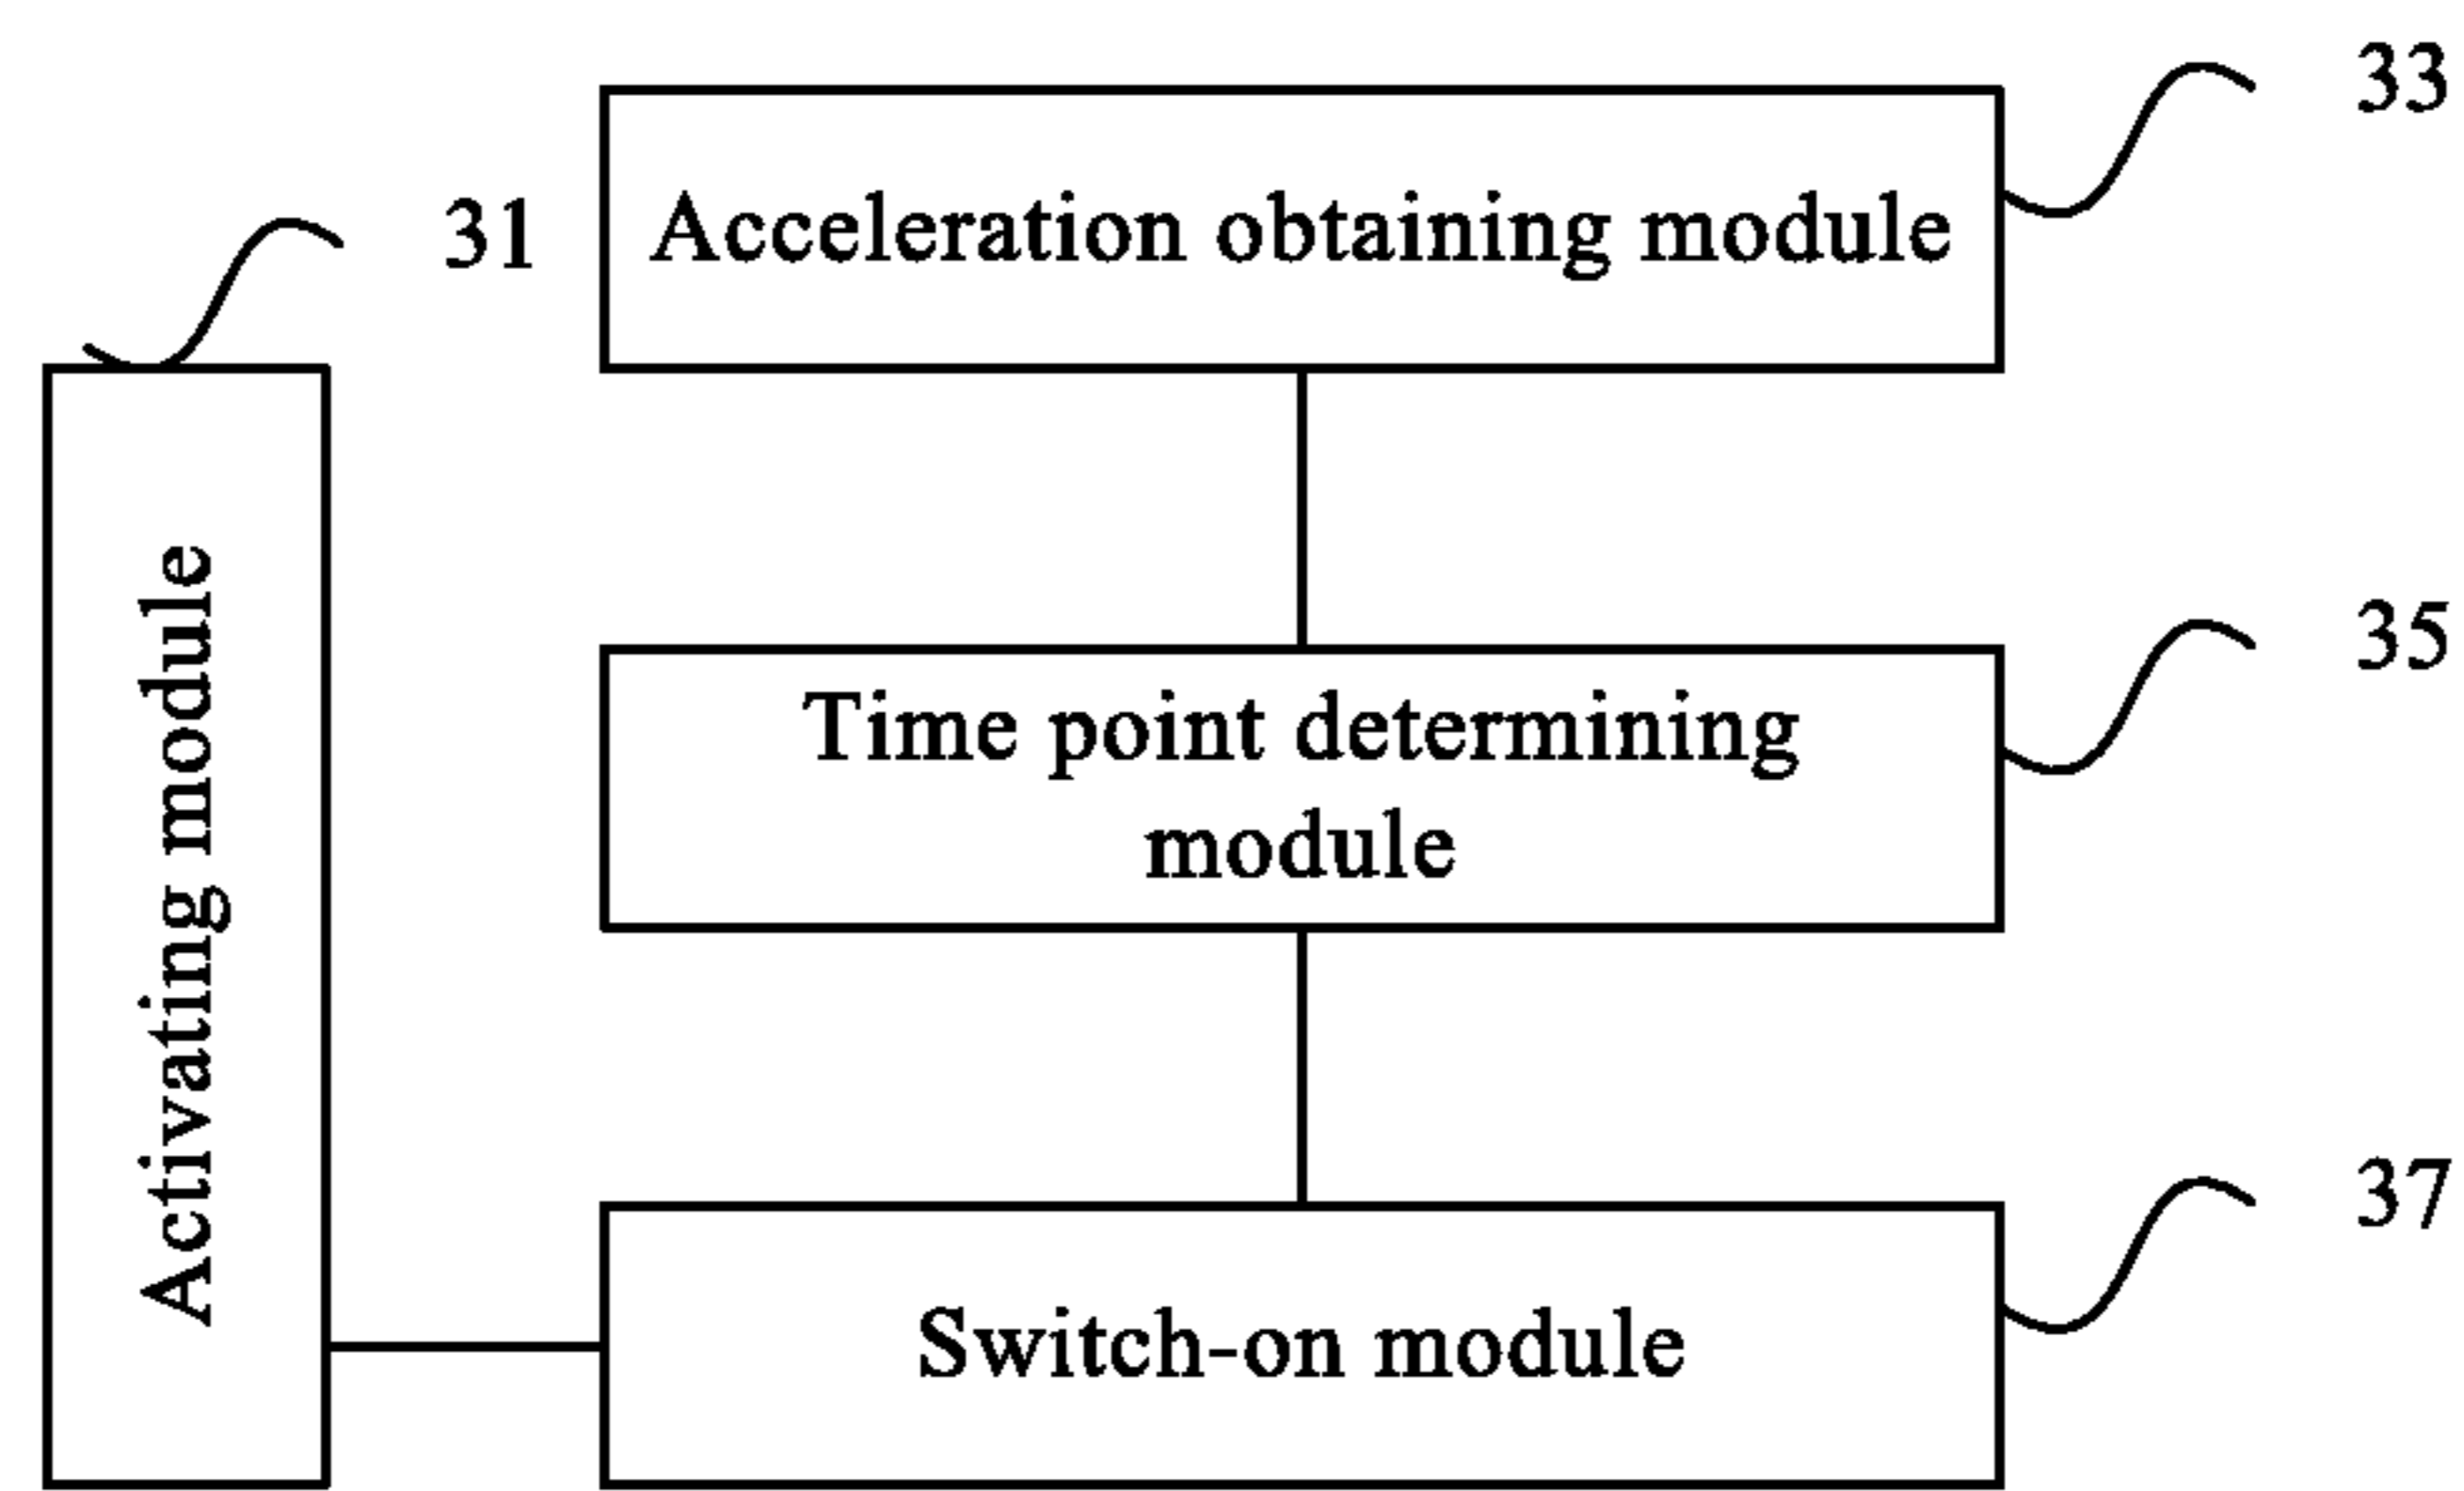 33
Acceleration obtaining module
31
Activating module
35
Time point determining
module
37
Switch-on module